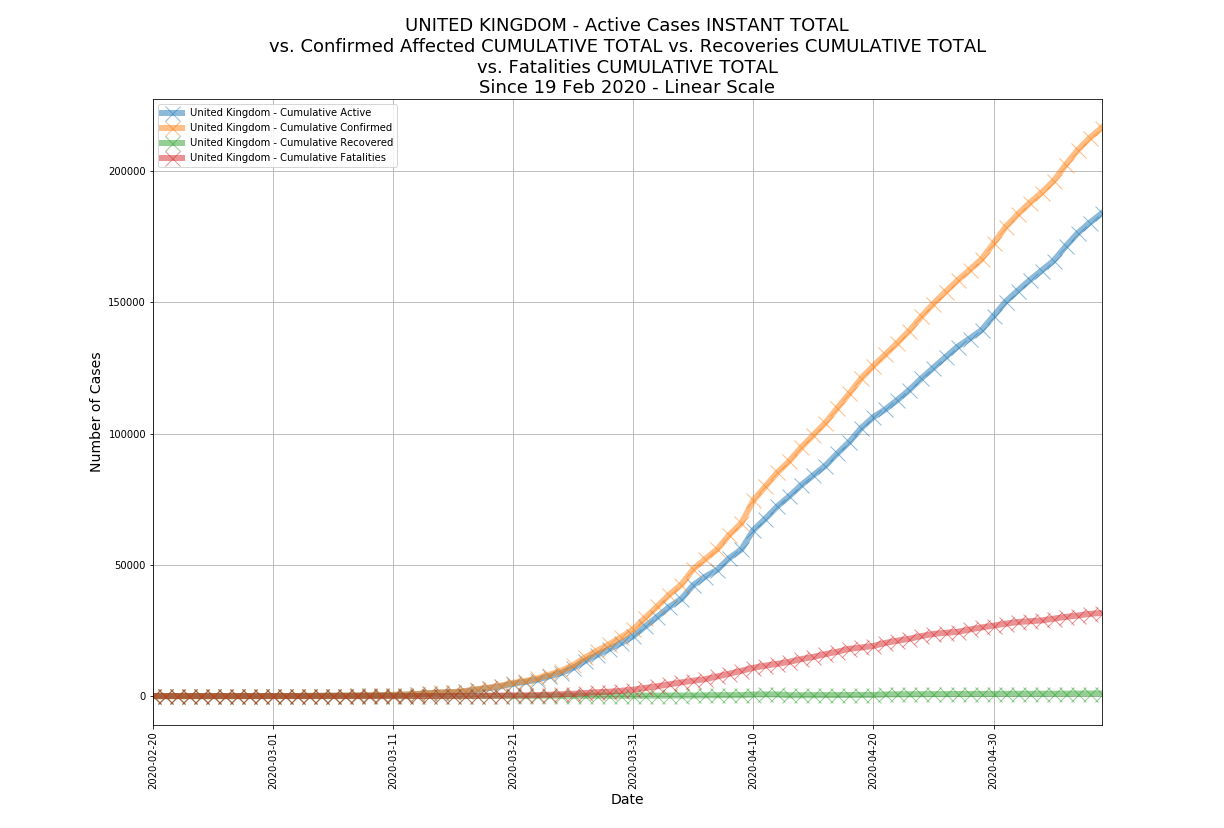 UNITED KINGDOM - Active Cases INSTANT TOTAL
vs. Confirmed Affected CUMULATIVE TOTAL vs. Recoveries CUMULATIVE TOTAL
vs. Fatalities CUMULATIVE TOTAL
Since 19 Feb 2020 - Linear Scale
United Kingdom - Cumulative Active
United Kingdom - Cumulative Confirmed
United Kingdom - Cumulative Recovered
United Kingdom - Cumulative Fatalities
Number of Cases
200000
150000
100000
50000
0
2020-02-20
2020-03-01
2020-03-11
2020-03-21
2020-03-31
2020-04-10
2020-04-20
2020-04-30
Date